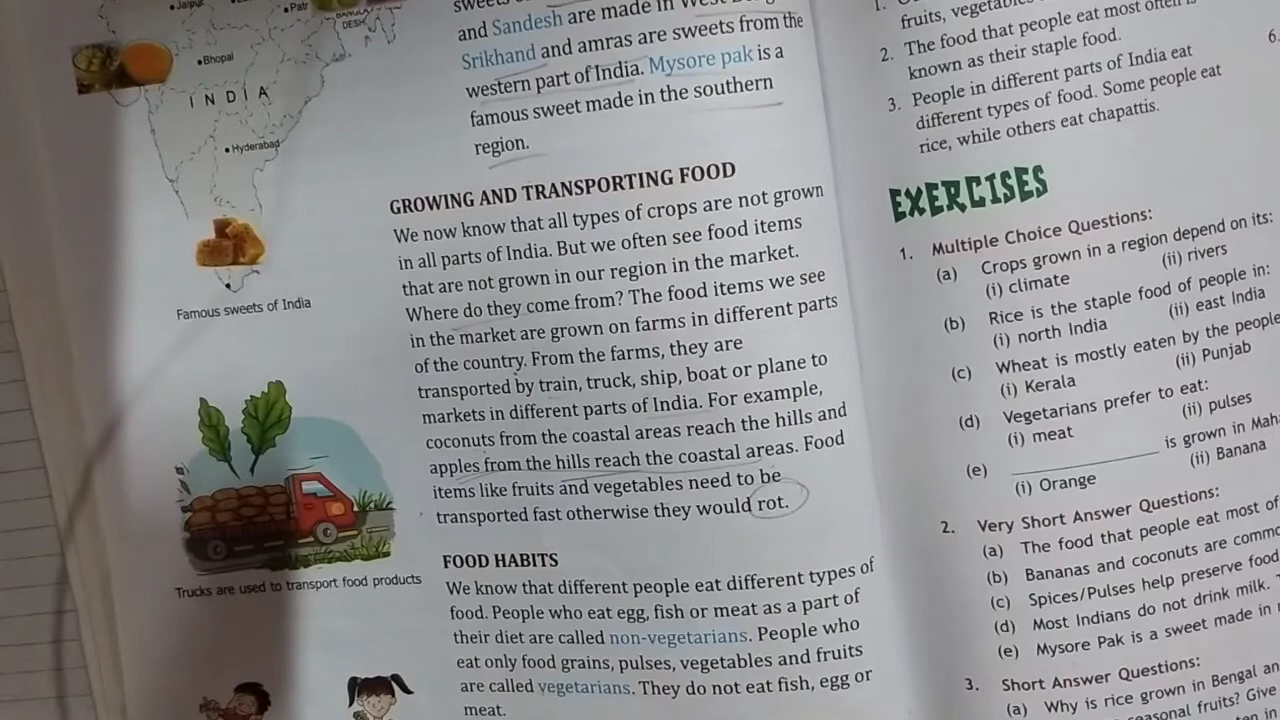 Jaipur
Patr
BANGLA
DESH
Bhopal
INDIA
Hyderabad
Famous sweets of India
Trucks are used to transport food products
sweets
and Sandesh are made in West
Srikhand and amras are sweets from the
western part of India. Mysore pak is a
famous sweet made in the southern
region.
GROWING AND TRANSPORTING FOOD
We now know that all types of crops are not grown
in all parts of India. But we often see food items
that are not grown in our region in the market.
Where do they come from? The food items we see
in the market are grown on farms in different parts
of the country. From the farms, they are
transported by train, truck, ship, boat or plane to
markets in different parts of India. For example,
coconuts from the coastal areas reach the hills and
apples from the hills reach the coastal areas. Food
items like fruits and vegetables need to be
transported fast otherwise they would rot.
FOOD HABITS
We know that different people eat different types of
food. People who eat egg, fish or meat as a part of
their diet are called non-vegetarians. People who
eat only food grains, pulses, vegetables and fruits
are called vegetarians. They do not eat fish, egg or
meat.
1.
fruits, vegetables
2. The food that people eat most often is
known as their staple food.
3. People in different parts of India eat
different types of food. Some people eat
rice, while others eat chapattis.
6.
EXERCISES
1. Multiple Choice Questions:
(a) Crops grown in a region depend on its:
(i) climate (ii) rivers
(b) Rice is the staple food of people in:
(i) north India (ii) east India
(c) Wheat is mostly eaten by the people
(i) Kerala (ii) Punjab
(d) Vegetarians prefer to eat:
(i) meat (ii) pulses
(e) ____________ is grown in Mah
(i) Orange (ii) Banana
2. Very Short Answer Questions:
(a) The food that people eat most of
(b) Bananas and coconuts are commo
(c) Spices/Pulses help preserve food
(d) Most Indians do not drink milk.
(e) Mysore Pak is a sweet made in
3. Short Answer Questions:
(a) Why is rice grown in Bengal an
seasonal fruits? Give